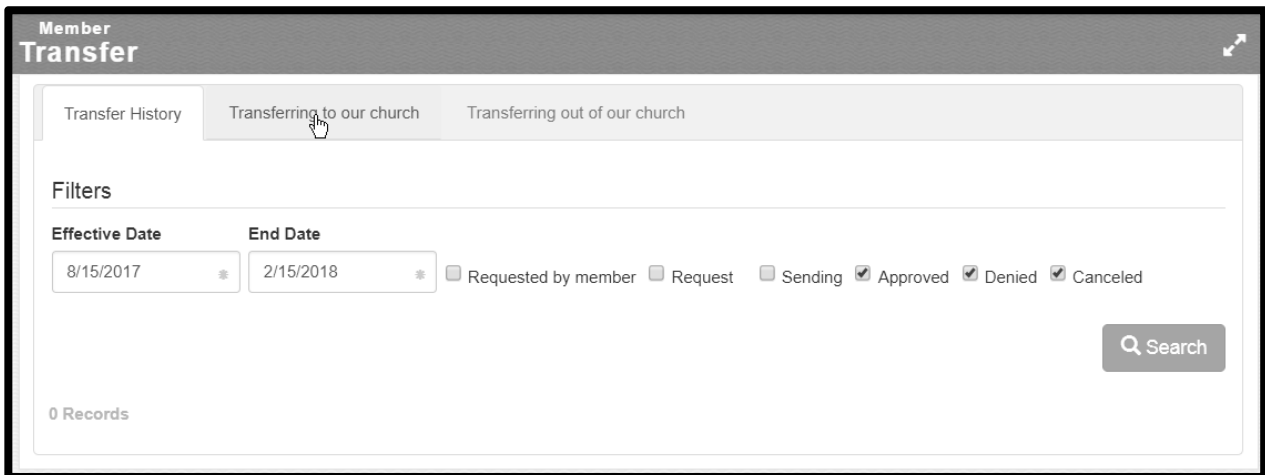 Member
Transfer
Transfer History Transferring to our church Transferring out of our church
Filters
Effective Date End Date
8/15/2017 2/15/2018 Requested by member Request Sending Approved Denied Canceled
Search
0 Records